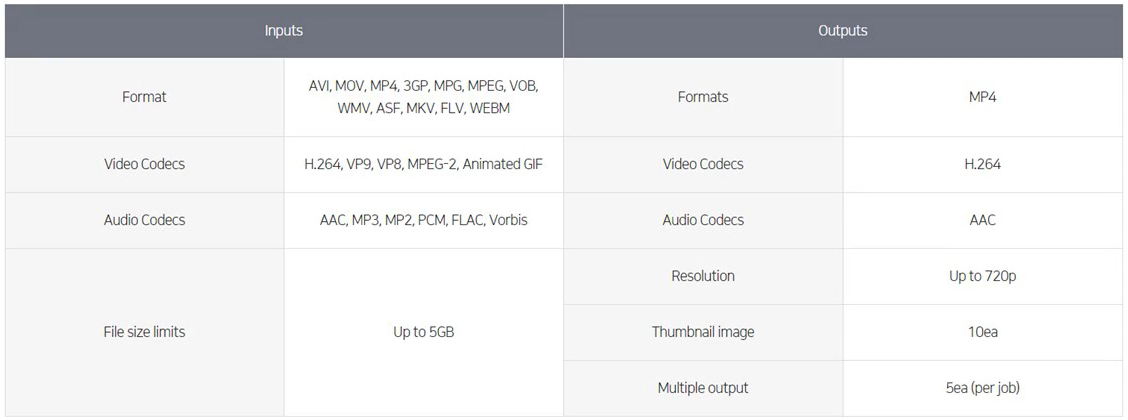 Inputs
Outputs
Format
AVI, MOV, MP4, 3GP, MPG, MPEG, VOB,
WMV, ASF, MKV, FLV, WEBM
Formats
MP4
Video Codecs
H.264, VP9, VP8, MPEG-2, Animated GIF
Video Codecs
H.264
Audio Codecs
AAC, MP3, MP2, PCM, FLAC, Vorbis
Audio Codecs
AAC
File size limits
Up to 5GB
Resolution
Up to 720p
Thumbnail image
10ea
Multiple output
5ea (per job)